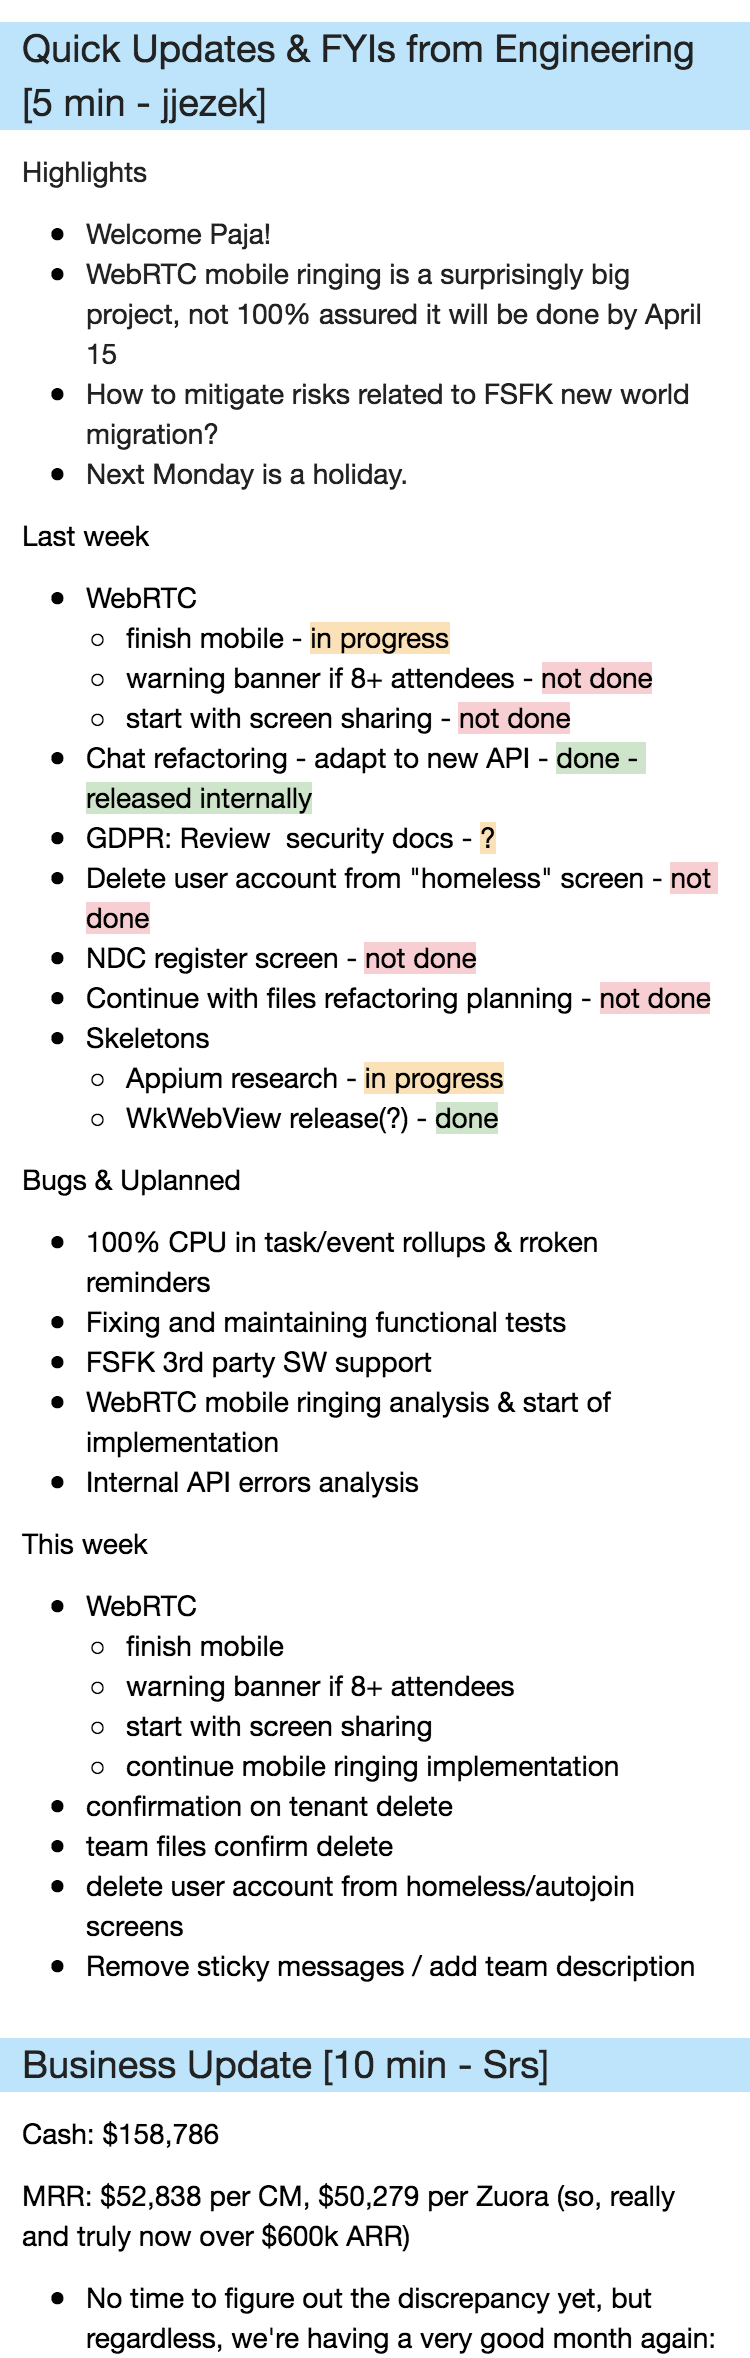 Quick Updates & FYIs from Engineering
[5 min - jjezek]
Highlights
● Welcome Paja!
● WebRTC mobile ringing is a surprisingly big
project, not 100% assured it will be done by April
15
● How to mitigate risks related to FSFK new world
migration?
● Next Monday is a holiday.
Last week
● WebRTC
○ finish mobile - in progress
○ warning banner if 8+ attendees - not done
○ start with screen sharing - not done
● Chat refactoring - adapt to new API - done -
released internally
● GDPR: Review  security docs - ?
● Delete user account from "homeless" screen - not
done
● NDC register screen - not done
● Continue with files refactoring planning - not done
● Skeletons
○ Appium research - in progress
○ WkWebView release(?) - done
Bugs & Uplanned
● 100% CPU in task/event rollups & rroken
reminders
● Fixing and maintaining functional tests
● FSFK 3rd party SW support
● WebRTC mobile ringing analysis & start of
implementation
● Internal API errors analysis
This week
● WebRTC
○ finish mobile
○ warning banner if 8+ attendees
○ start with screen sharing
○ continue mobile ringing implementation
● confirmation on tenant delete
● team files confirm delete
● delete user account from homeless/autojoin
screens
● Remove sticky messages / add team description
Business Update [10 min - Srs]
Cash: $158,786
MRR: $52,838 per CM, $50,279 per Zuora (so, really
and truly now over $600k ARR)
● No time to figure out the discrepancy yet, but
regardless, we're having a very good month again: